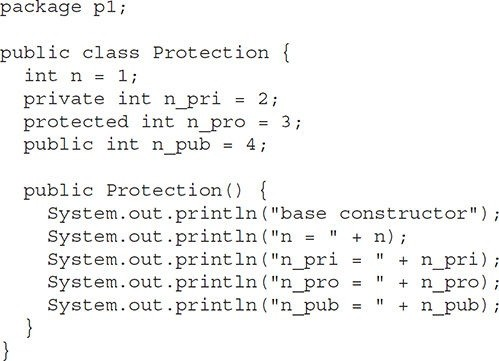 package p1;

public class Protection {
  int n = 1;
  private int n_pri = 2;
  protected int n_pro = 3;
  public int n_pub = 4;

  public Protection() {
    System.out.println("base constructor");
    System.out.println("n = " + n);
    System.out.println("n_pri = " + n_pri);
    System.out.println("n_pro = " + n_pro);
    System.out.println("n_pub = " + n_pub);
  }
}